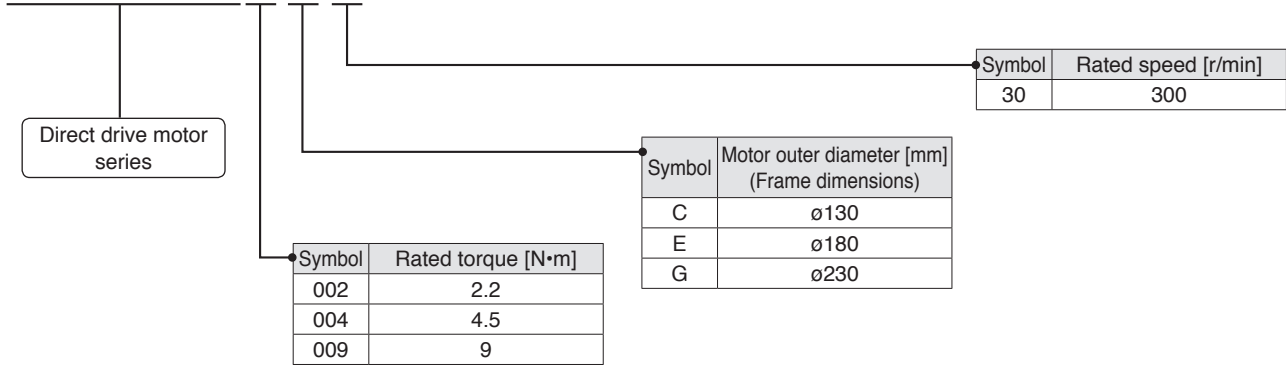 Symbol Rated speed [r/min]
30 300
Direct drive motor
series
Symbol Motor outer diameter [mm]
(Frame dimensions)
C ø130
E ø180
G ø230
Symbol Rated torque [N•m]
002 2.2
004 4.5
009 9